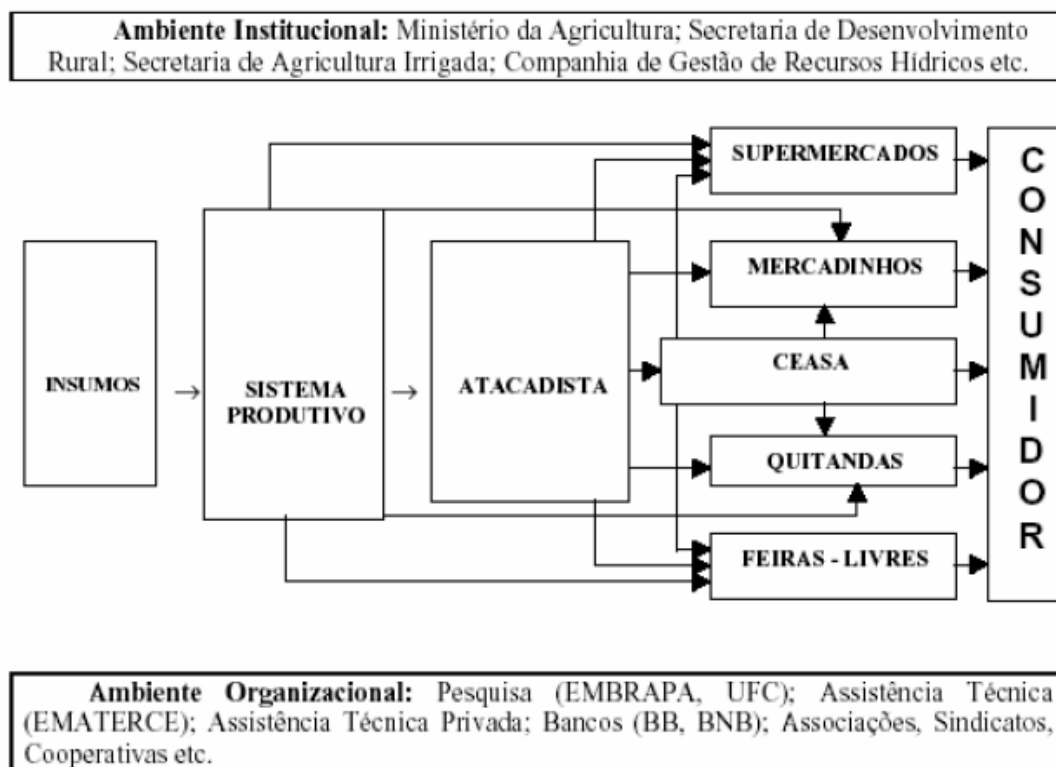 Ambiente Institucional: Ministério da Agricultura; Secretaria de Desenvolvimento
Rural; Secretaria de Agricultura Irrigada; Companhia de Gestão de Recursos Hídricos etc.
SUPERMERCADOS
MERCADINHOS
INSUMOS
SISTEMA
PRODUTIVO
ATACADISTA
CEASA
QUITANDAS
FEIRAS - LIVRES
CONSUMIDOR
Ambiente Organizacional: Pesquisa (EMBRAPA, UFC); Assistência Técnica
(EMATERCE); Assistência Técnica Privada; Bancos (BB, BNB); Associações, Sindicatos,
Cooperativas etc.